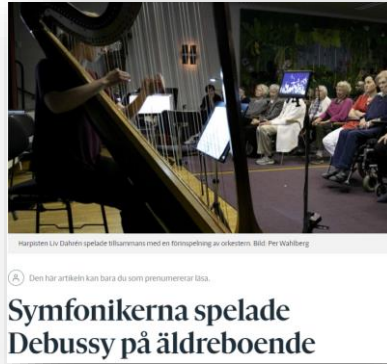 Harpisten Liv Dahrén spelade tillsammans med en förinspelning av orkestern. Bild: Per Wahlberg
Den här artikeln kan bara du som prenumererar läsa.
Symfonikerna spelade
Debussy på äldreboende